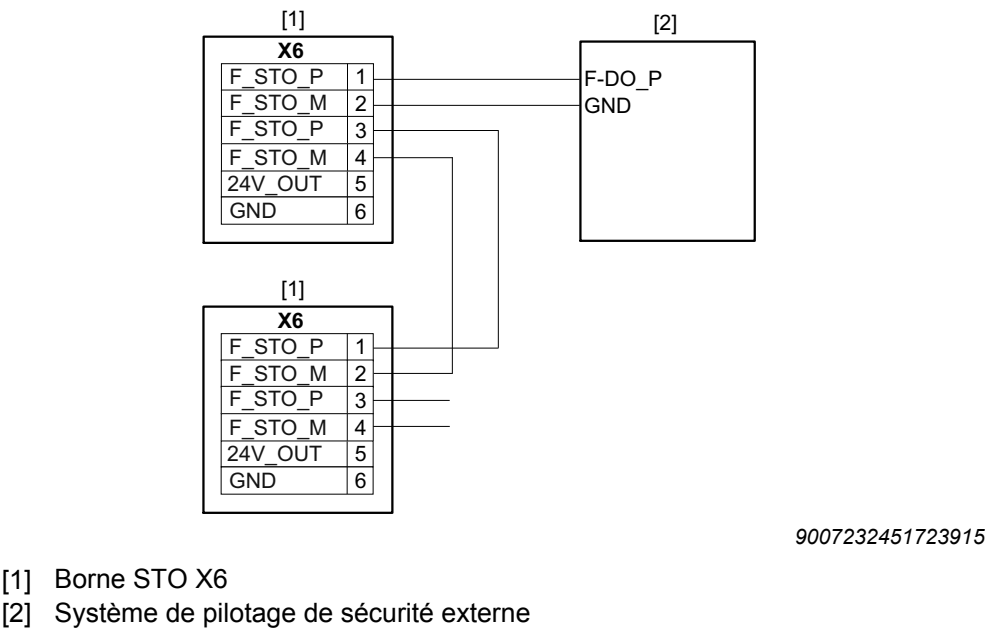 [1] [2]
X6
F_STO_P 1 F-DO_P
F_STO_M 2 GND
F_STO_P 3
F_STO_M 4
24V_OUT 5
GND 6
[1]
X6
F_STO_P 1
F_STO_M 2
F_STO_P 3
F_STO_M 4
24V_OUT 5
GND 6
9007232451723915
[1] Borne STO X6
[2] Système de pilotage de sécurité externe